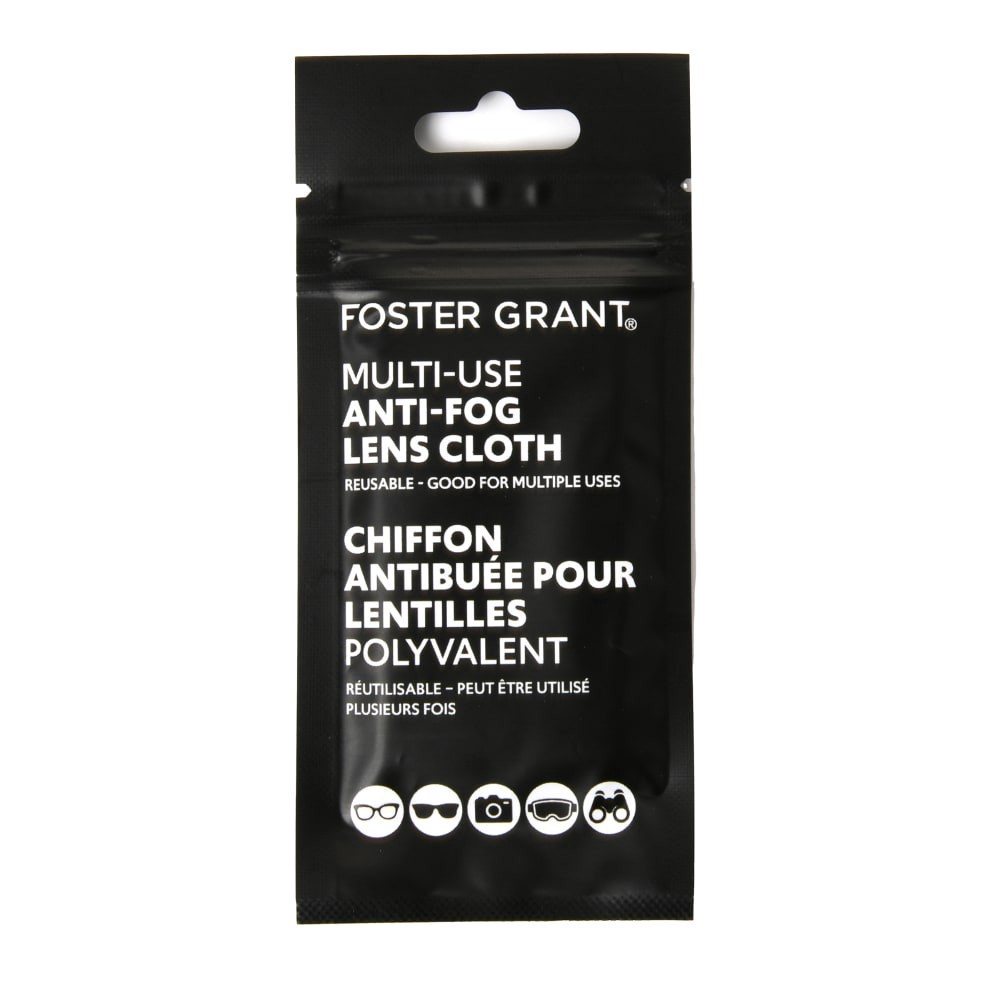 FOSTER GRANT®
MULTI-USE
ANTI-FOG
LENS CLOTH
REUSABLE - GOOD FOR MULTIPLE USES
CHIFFON
ANTIBUÉE POUR
LENTILLES
POLYVALENT
RÉUTILISABLE – PEUT ÊTRE UTILISÉ
PLUSIEURS FOIS